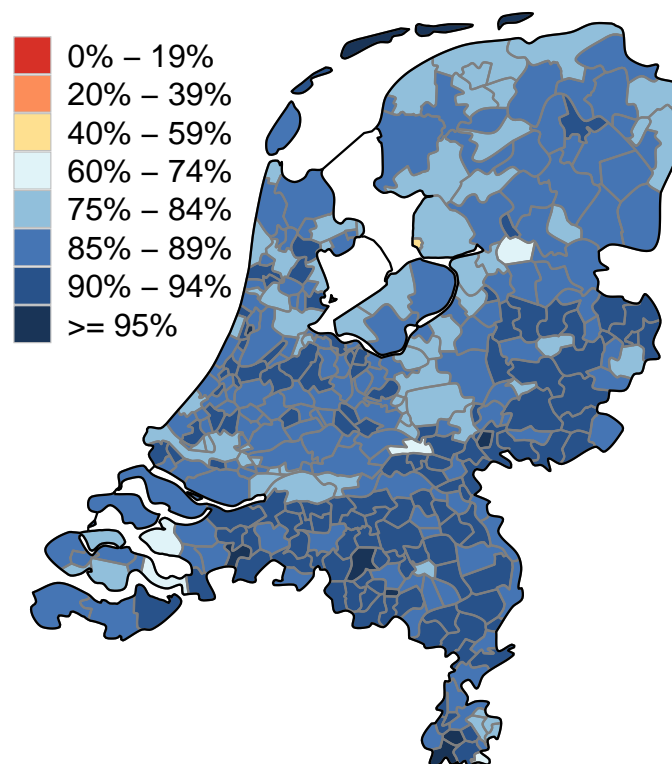 0% – 19%
20% – 39%
40% – 59%
60% – 74%
75% – 84%
85% – 89%
90% – 94%
>= 95%